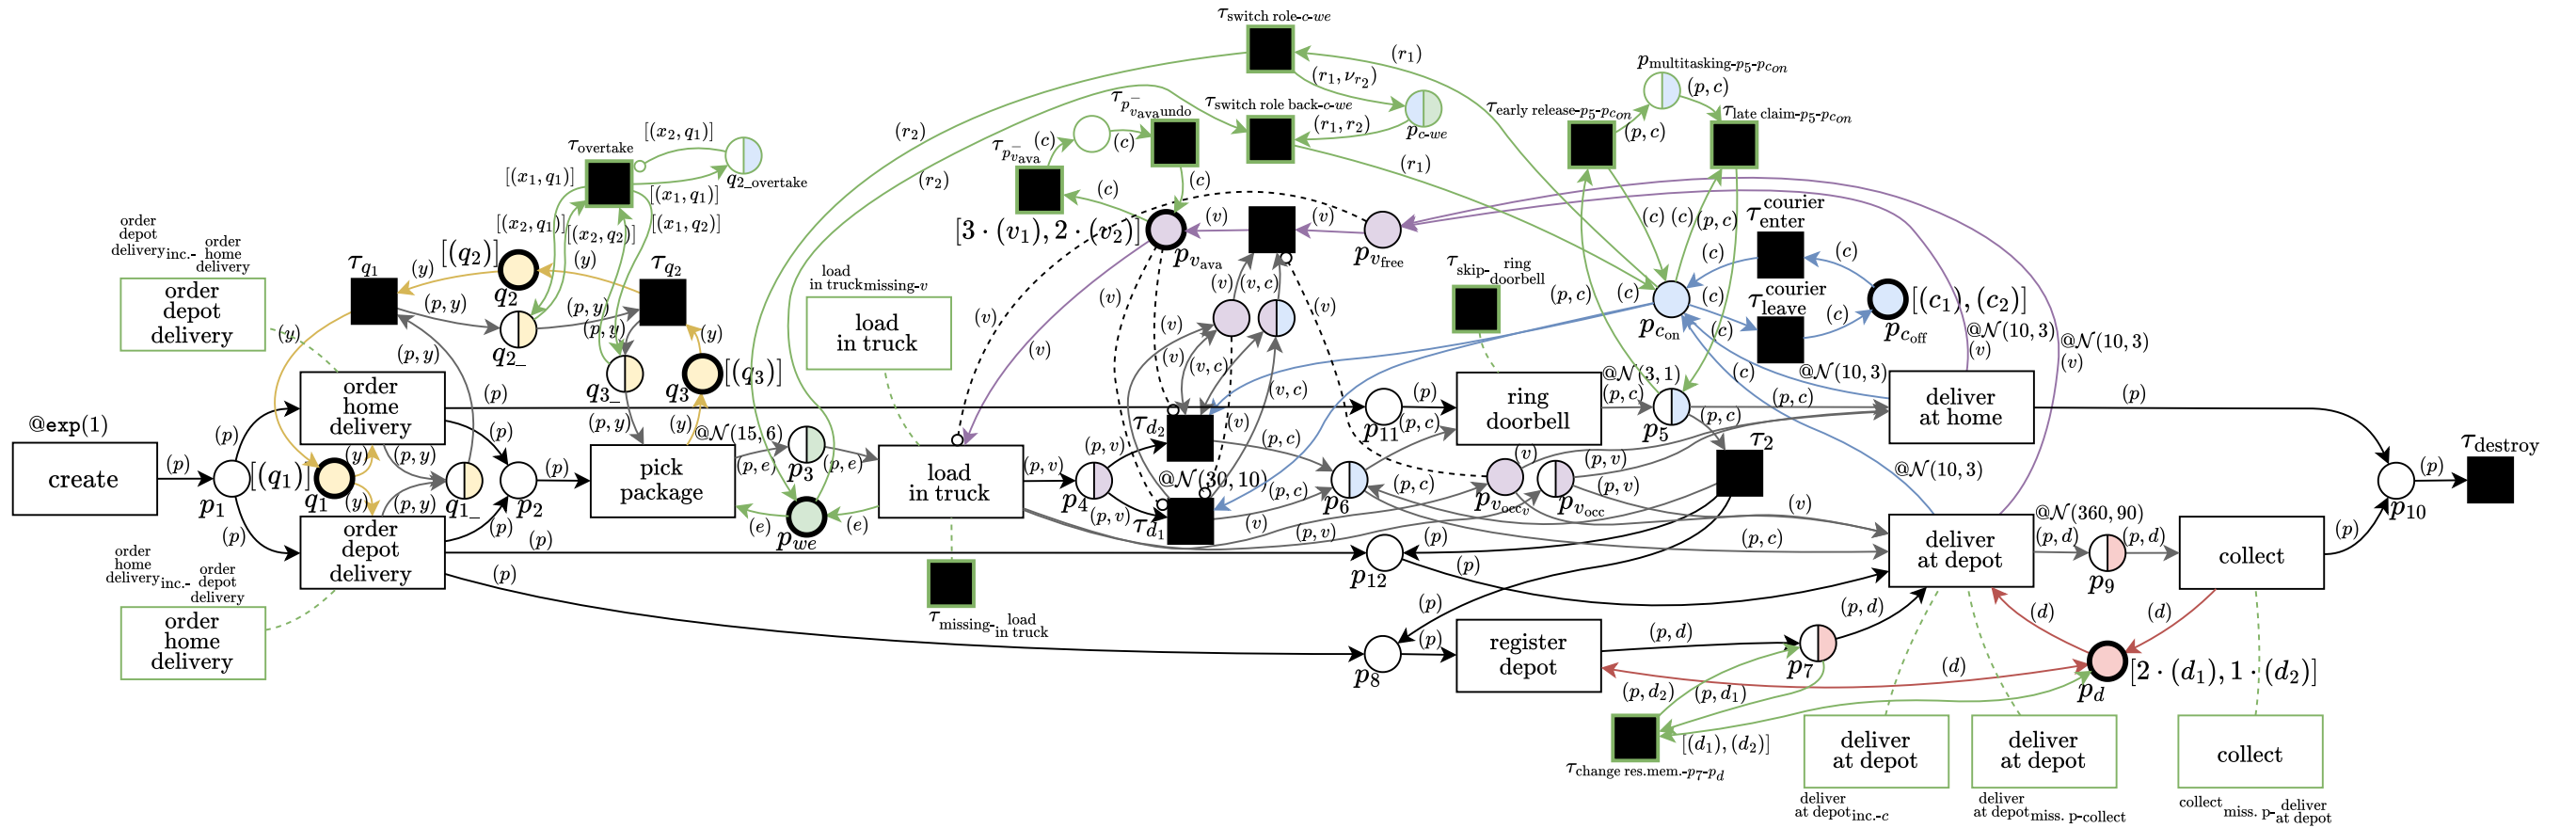 τswitch role-c-we
(r1)
(r1, νr2)
pmultitasking-p5-pcon
(p, c)
τp−vava undo
τswitch role back-c-we
τearly release-p5-pcon
τlate claim-p5-pcon
(r2)
[(x2, q1)]
τovertake
(c)
(c)
(r1, r2)
pc-we
(p, c)
τp−vava
(r1)
[(x1, q1)]
q2_overtake
[(x1, q1)]
(r2)
(c)
(c)
[(x2, q1)]
[(x2, q2)]
[(x1, q2)]
[3 · (v1), 2 · (v2)]
(v)
(v)
(c)
(c)
(p, c)
τcourier enter
order
depot
delivery inc.- order
home
delivery
[(q2)]
(y)
(y)
pvava
pvfree
(c)
(c)
τq1
τq2
q2
load
in truck missing-v
τskip- ring
doorbell
order
depot
delivery
(p, y)
(p, y)
(p, y)
q2_
(v)
(v, c)
(v)
(v)
(v)
(p, c)
(c)
(c)
pcon
τcourier leave
(c)
[(c1), (c2)]
pcoff
(y)
(y)
load
in truck
(v)
(c)
@N(10, 3)
(v)
@N(10, 3)
(v)
(p, y)
(v)
(v, c)
(v, c)
q3_
q3
[(q3)]
@N(3, 1)
(p, c)
(c)
@N(10, 3)
order
home
delivery
(p)
(p)
p11
ring
doorbell
p5
(p, c)
(p, c)
deliver
at home
(p)
@exp(1)
(p)
(p)
(p, y)
(y)
@N(15, 6)
τd2
(v)
(p, c)
(p, c)
τ2
τdestroy
create
(p)
p1
[(q1)]
q1
(y)
(y)
(p, y)
(p, y)
q1_
p2
(p)
pick
package
(p, e)
p3
(p, e)
load
in truck
(p, v)
p4
(p, v)
(p, v)
@N(30, 10)
(p, c)
(v)
p6
(p, c)
(v)
pvoccv
(p, v)
(p, v)
pvocc
@N(10, 3)
(v)
(p)
p10
(p)
(p)
(e)
(e)
pwe
τd1
(p, v)
(p)
(p, c)
@N(360, 90)
(p, d)
(p, d)
order
depot
delivery
(p)
p12
(p)
deliver
at depot
p9
collect
(p)
order
home
delivery inc.- order
depot
delivery
(p)
order
home
delivery
τmissing- load
in truck
(p)
(p)
p8
register
depot
(p, d)
(p, d)
p7
(d)
(d)
(d)
pd
[2 · (d1), 1 · (d2)]
(p, d2)
(p, d1)
[(d1), (d2)]
τchange res.mem.-p7-pd
deliver
at depot
deliver
at depot
collect
deliver
at depot inc.-c
deliver
at depot miss. p-collect
collect miss. p- deliver
at depot